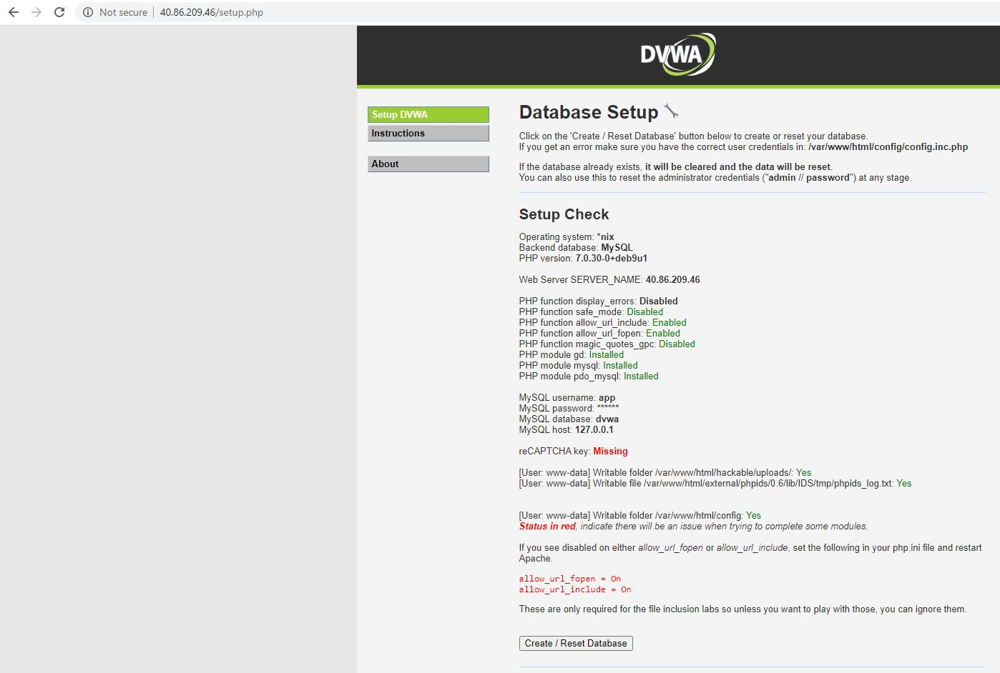 Not secure | 40.86.209.46/setup.php
DVWA
Setup DVWA
Instructions
About
Database Setup
Click on the 'Create / Reset Database' button below to create or reset your database.
If you get an error make sure you have the correct user credentials in: /var/www/html/config/config.inc.php
If the database already exists, it will be cleared and the data will be reset.
You can also use this to reset the administrator credentials ("admin // password") at any stage.
Setup Check
Operating system: *nix
Backend database: MySQL
PHP version: 7.0.30-0+deb9u1
Web Server SERVER_NAME: 40.86.209.46
PHP function display_errors: Disabled
PHP function safe_mode: Disabled
PHP function allow_url_include: Enabled
PHP function allow_url_fopen: Enabled
PHP function magic_quotes_gpc: Disabled
PHP module gd: Installed
PHP module mysql: Installed
PHP module pdo_mysql: Installed
MySQL username: app
MySQL password: ******
MySQL database: dvwa
MySQL host: 127.0.0.1
reCAPTCHA key: Missing
[User: www-data] Writable folder /var/www/html/hackable/uploads/: Yes
[User: www-data] Writable file /var/www/html/external/phpids/0.6/lib/IDS/tmp/phpids_log.txt: Yes
[User: www-data] Writable folder /var/www/html/config: Yes
Status in red, indicate there will be an issue when trying to complete some modules.
If you see disabled on either allow_url_fopen or allow_url_include, set the following in your php.ini file and restart
Apache.
allow_url_fopen = On
allow_url_include = On
These are only required for the file inclusion labs so unless you want to play with those, you can ignore them.
Create / Reset Database